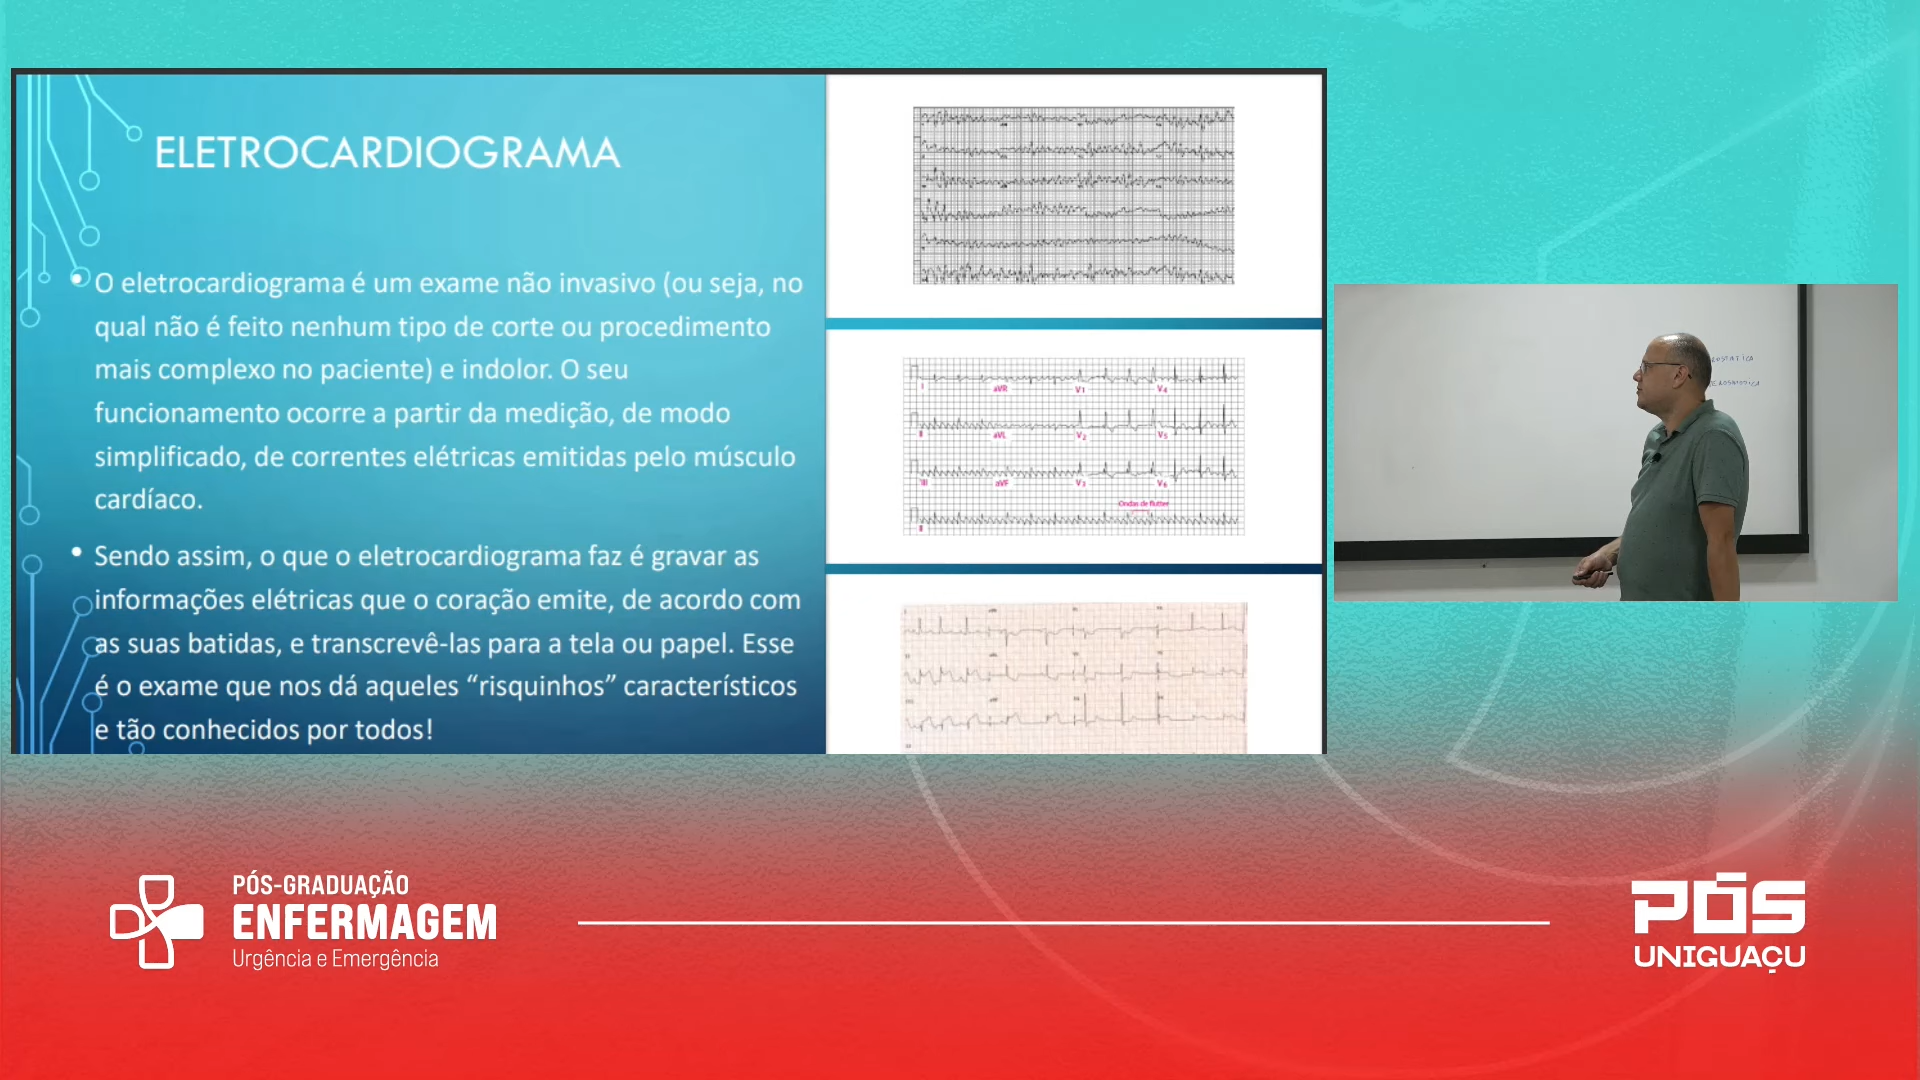 ELETROCARDIOGRAMA
• O eletrocardiograma é um exame não invasivo (ou seja, no
qual não é feito nenhum tipo de corte ou procedimento
mais complexo no paciente) e indolor. O seu
funcionamento ocorre a partir da medição, de modo
simplificado, de correntes elétricas emitidas pelo músculo
cardíaco.
• Sendo assim, o que o eletrocardiograma faz é gravar as
informações elétricas que o coração emite, de acordo com
as suas batidas, e transcrevê-las para a tela ou papel. Esse
é o exame que nos dá aqueles “risquinhos” característicos
e tão conhecidos por todos!
I aVR V1 V4
II aVL V2 V5
III aVF V3 V6
Ondas de flutter
II
PÓS-GRADUAÇÃO
ENFERMAGEM
Urgência e Emergência
PÓS
UNIGUAÇU